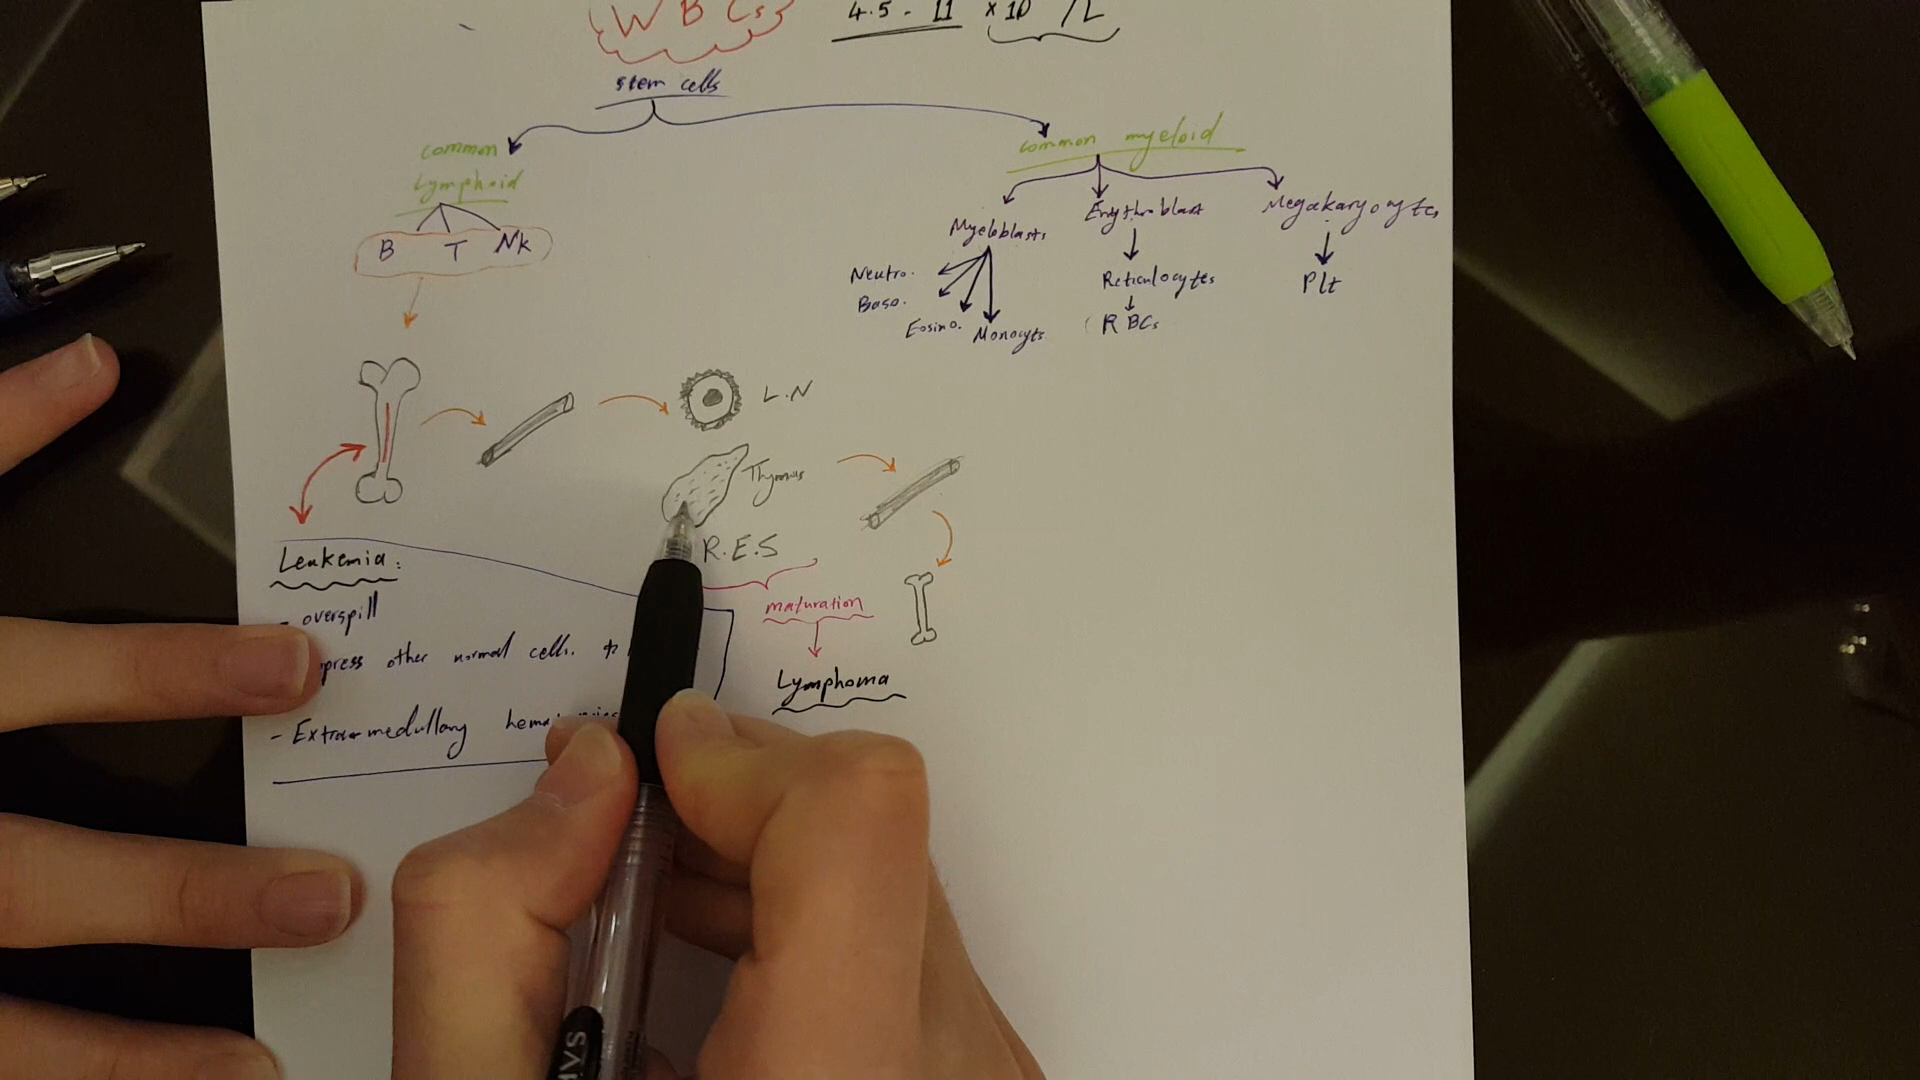 WBCs 4.5 - 11 x 10 /L
stem cells
common
Lymphoid
common myeloid
B T NK
Myeloblasts
Erythroblast
Megakaryocytes
Neutro.
Baso.
Eosino.
Monocyts
Reticulocytes
RBCs
Plt
L.N
Thymus
R.E.S
maturation
Lymphoma
Leukemia:
- overspill
press other normal cells.
- Extramedullary